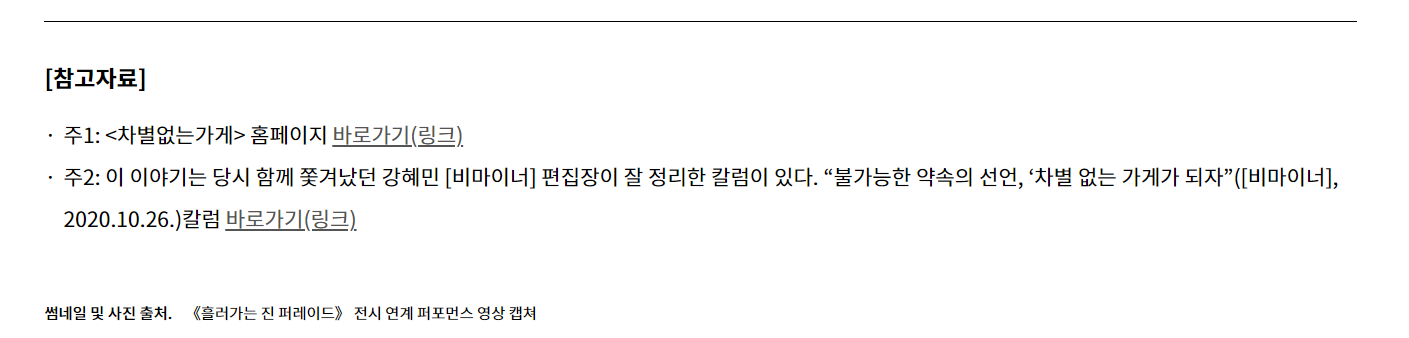 [참고자료]
· 주1: <차별없는가게> 홈페이지 바로가기(링크)
· 주2: 이 이야기는 당시 함께 쫓겨났던 강혜민 [비마이너] 편집장이 잘 정리한 칼럼이 있다. “불가능한 약속의 선언, ‘차별 없는 가게가 되자”([비마이너],
2020.10.26.)칼럼 바로가기(링크)
썸네일 및 사진 출처. 《흘러가는 진 퍼레이드》 전시 연계 퍼포먼스 영상 캡쳐